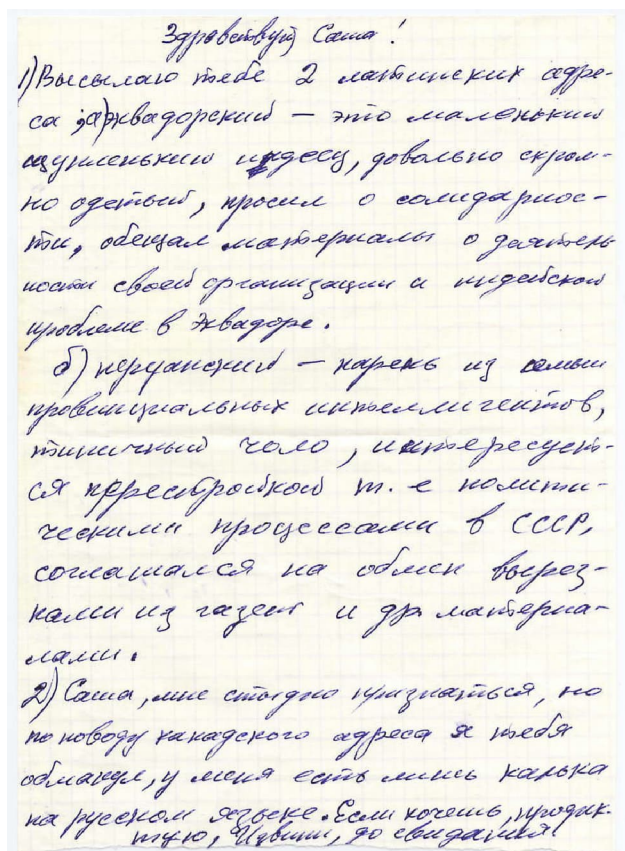 Здравствуй Саша!
1) Высылаю тебе 2 латинских адре-
са ; а) эквадорский – это маленький
щупленький индеец, довольно скром-
но одетый, просил о солидарнос-
ти, обещал материалы о деятель
ности своей организации и индейской
проблеме в Эквадоре.
б) перуанский – парень из семьи
провинциальных интеллигентов,
типичный чоло, интересует-
ся перестройкой т. е полити-
ческими процессами в СССР,
соглашался на обмен вырез-
ками из газет и др материа-
лами.
2) Саша, мне стыдно признаться, но
по поводу канадского адреса я тебя
обманул, у меня есть лишь калька
на русском языке. Если хочешь, продик-
тую, Извини, до свидания